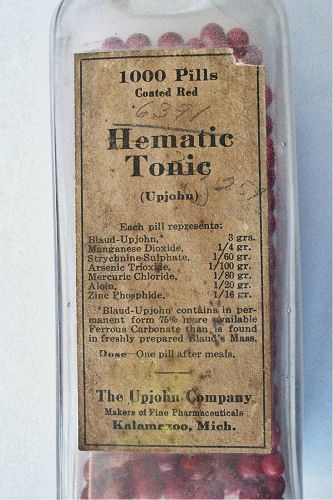 1000 Pills
Coated Red
Hematic
Tonic
(Upjohn)
Each pill represents:
Blaud-Upjohn,* 3 grs.
Manganese Dioxide, 1/4 gr.
Strychnine Sulphate, 1/60 gr.
Arsenic Trioxide, 1/100 gr.
Mercuric Chloride, 1/80 gr.
Aloin, 1/20 gr.
Zinc Phosphide, 1/16 gr.
*Blaud-Upjohn contains in per-
manent form 75% more available
Ferrous Carbonate than is found
in freshly prepared Blaud's Mass.
Dose—One pill after meals.
The Upjohn Company
Makers of Fine Pharmaceuticals
Kalamazoo, Mich.